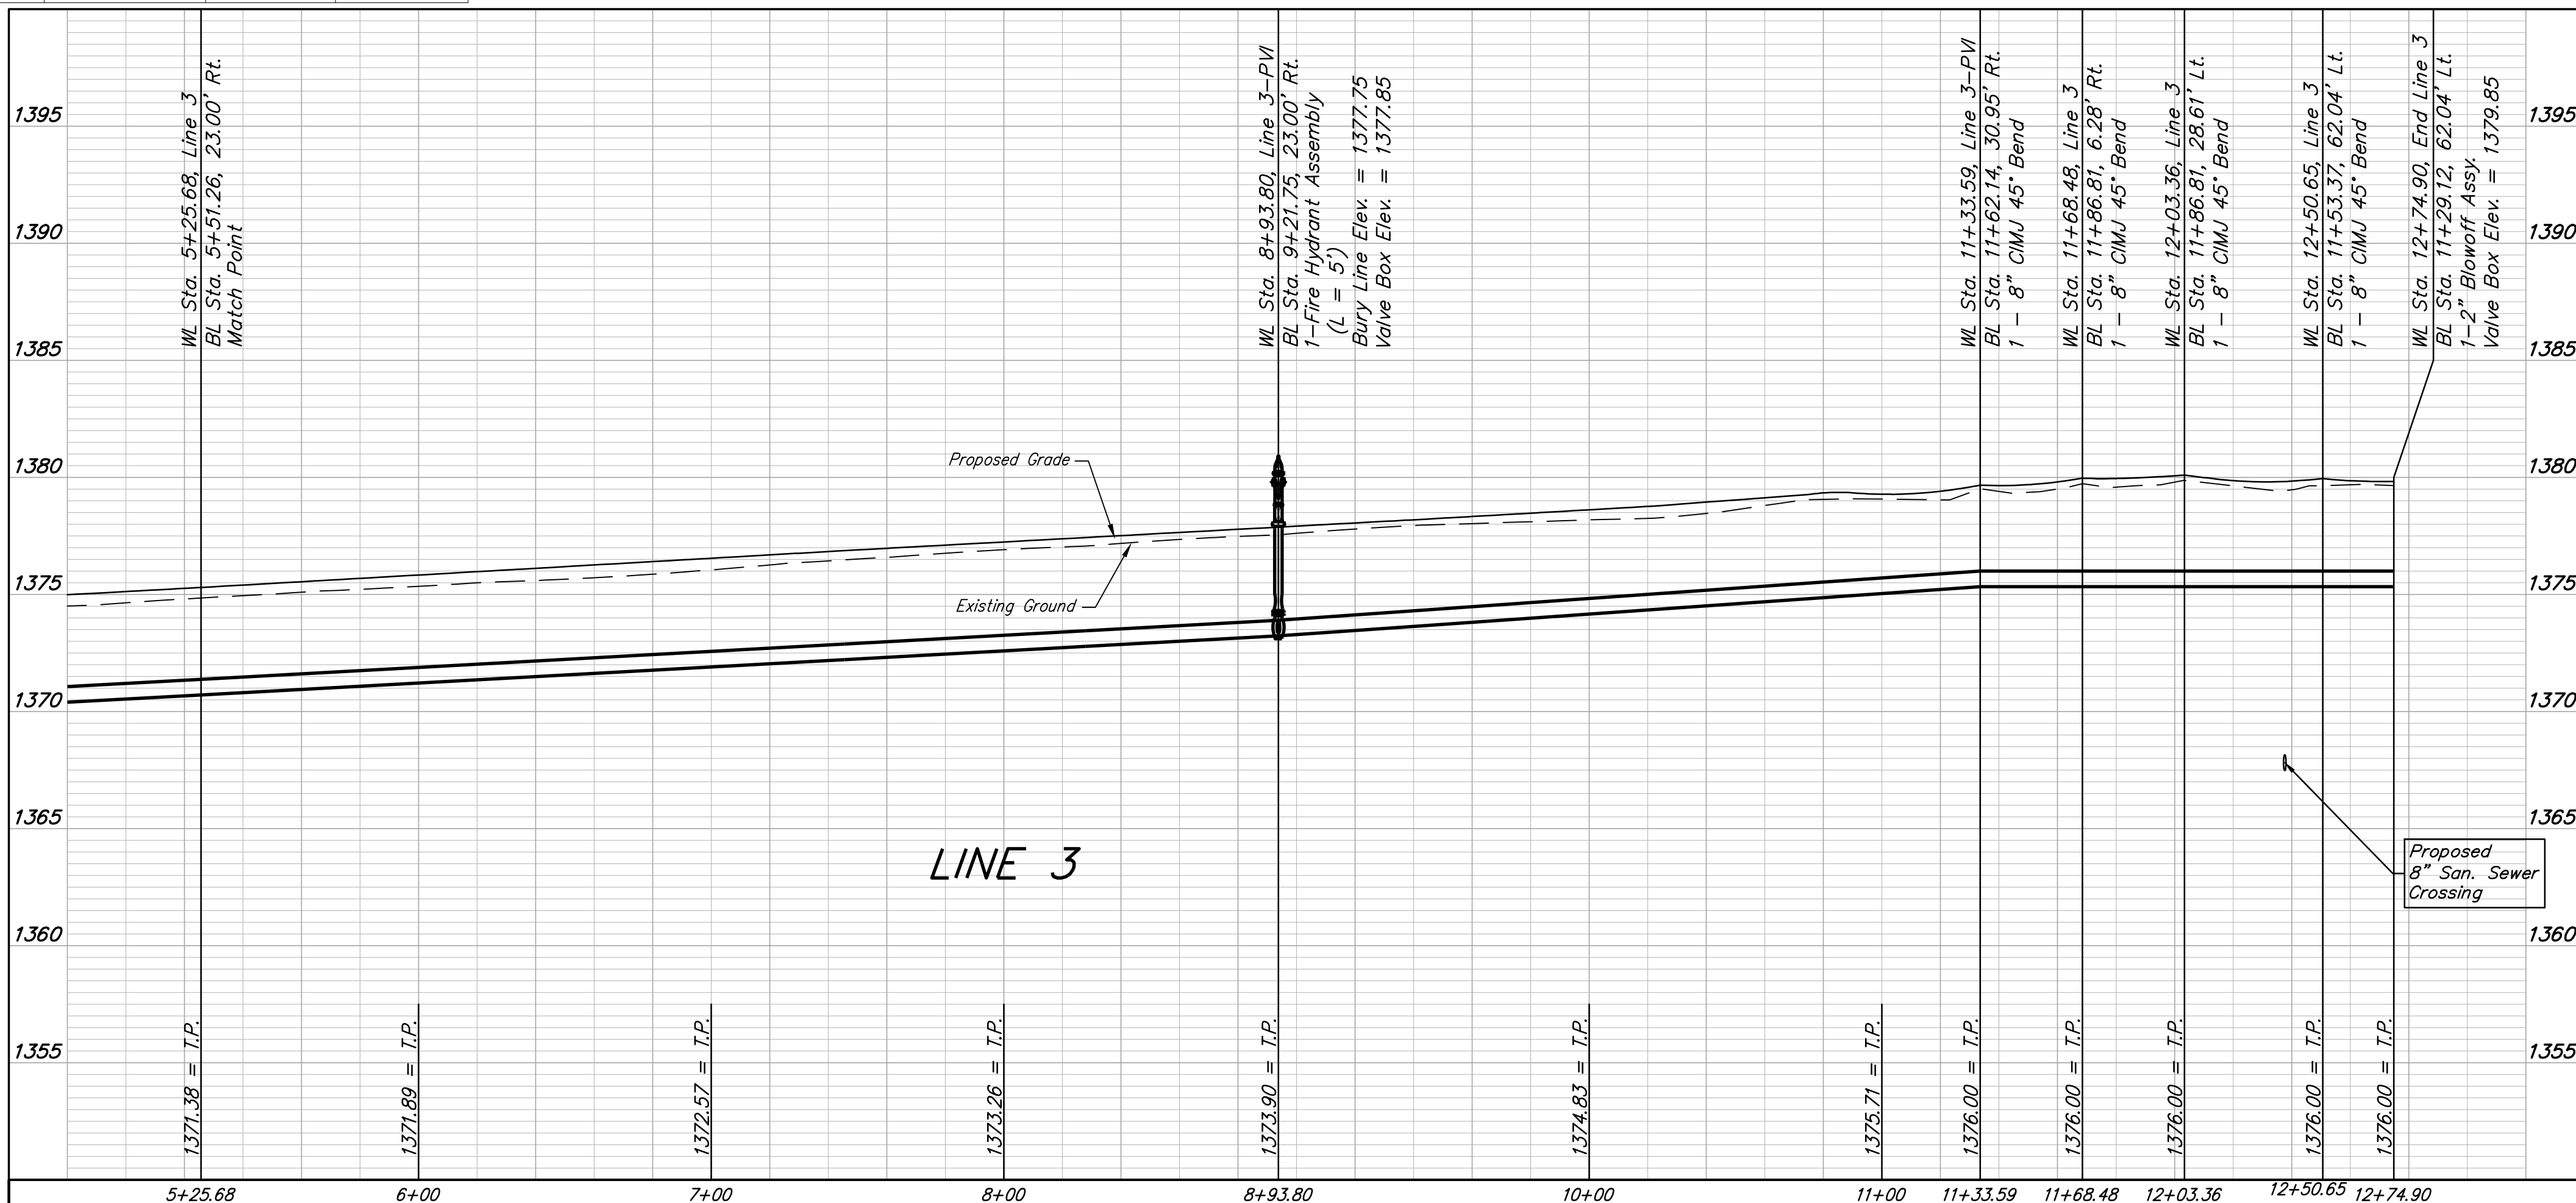 WL Sta. 5+25.68, Line 3
BL Sta. 5+51.26, 23.00' Rt.
Match Point
WL Sta. 8+93.80, Line 3-PVI
BL Sta. 9+21.75, 23.00' Rt.
1-Fire Hydrant Assembly
(L = 5')
Bury Line Elev. = 1377.75
Valve Box Elev. = 1377.85
WL Sta. 11+33.59, Line 3-PVI
BL Sta. 11+62.14, 30.95' Rt.
1 - 8" CIMJ 45° Bend
WL Sta. 11+68.48, Line 3
BL Sta. 11+86.81, 6.28' Rt.
1 - 8" CIMJ 45° Bend
WL Sta. 12+03.36, Line 3
BL Sta. 11+86.81, 28.61' Lt.
1 - 8" CIMJ 45° Bend
WL Sta. 12+50.65, Line 3
BL Sta. 11+53.37, 62.04' Lt.
1 - 8" CIMJ 45° Bend
WL Sta. 12+74.90, End Line 3
BL Sta. 11+29.12, 62.04' Lt.
1-2" Blowoff Assy.
Valve Box Elev. = 1379.85
1395
1395
1390
1390
1385
1385
1380
1380
1375
1375
1370
1370
1365
1365
1360
1360
1355
1355
Proposed Grade
Existing Ground
LINE 3
Proposed
8" San. Sewer
Crossing
1371.38 = T.P.
1371.89 = T.P.
1372.57 = T.P.
1373.26 = T.P.
1373.90 = T.P.
1374.83 = T.P.
1375.71 = T.P.
1376.00 = T.P.
1376.00 = T.P.
1376.00 = T.P.
1376.00 = T.P.
1376.00 = T.P.
5+25.68
6+00
7+00
8+00
8+93.80
10+00
11+00
11+33.59
11+68.48
12+03.36
12+50.65
12+74.90